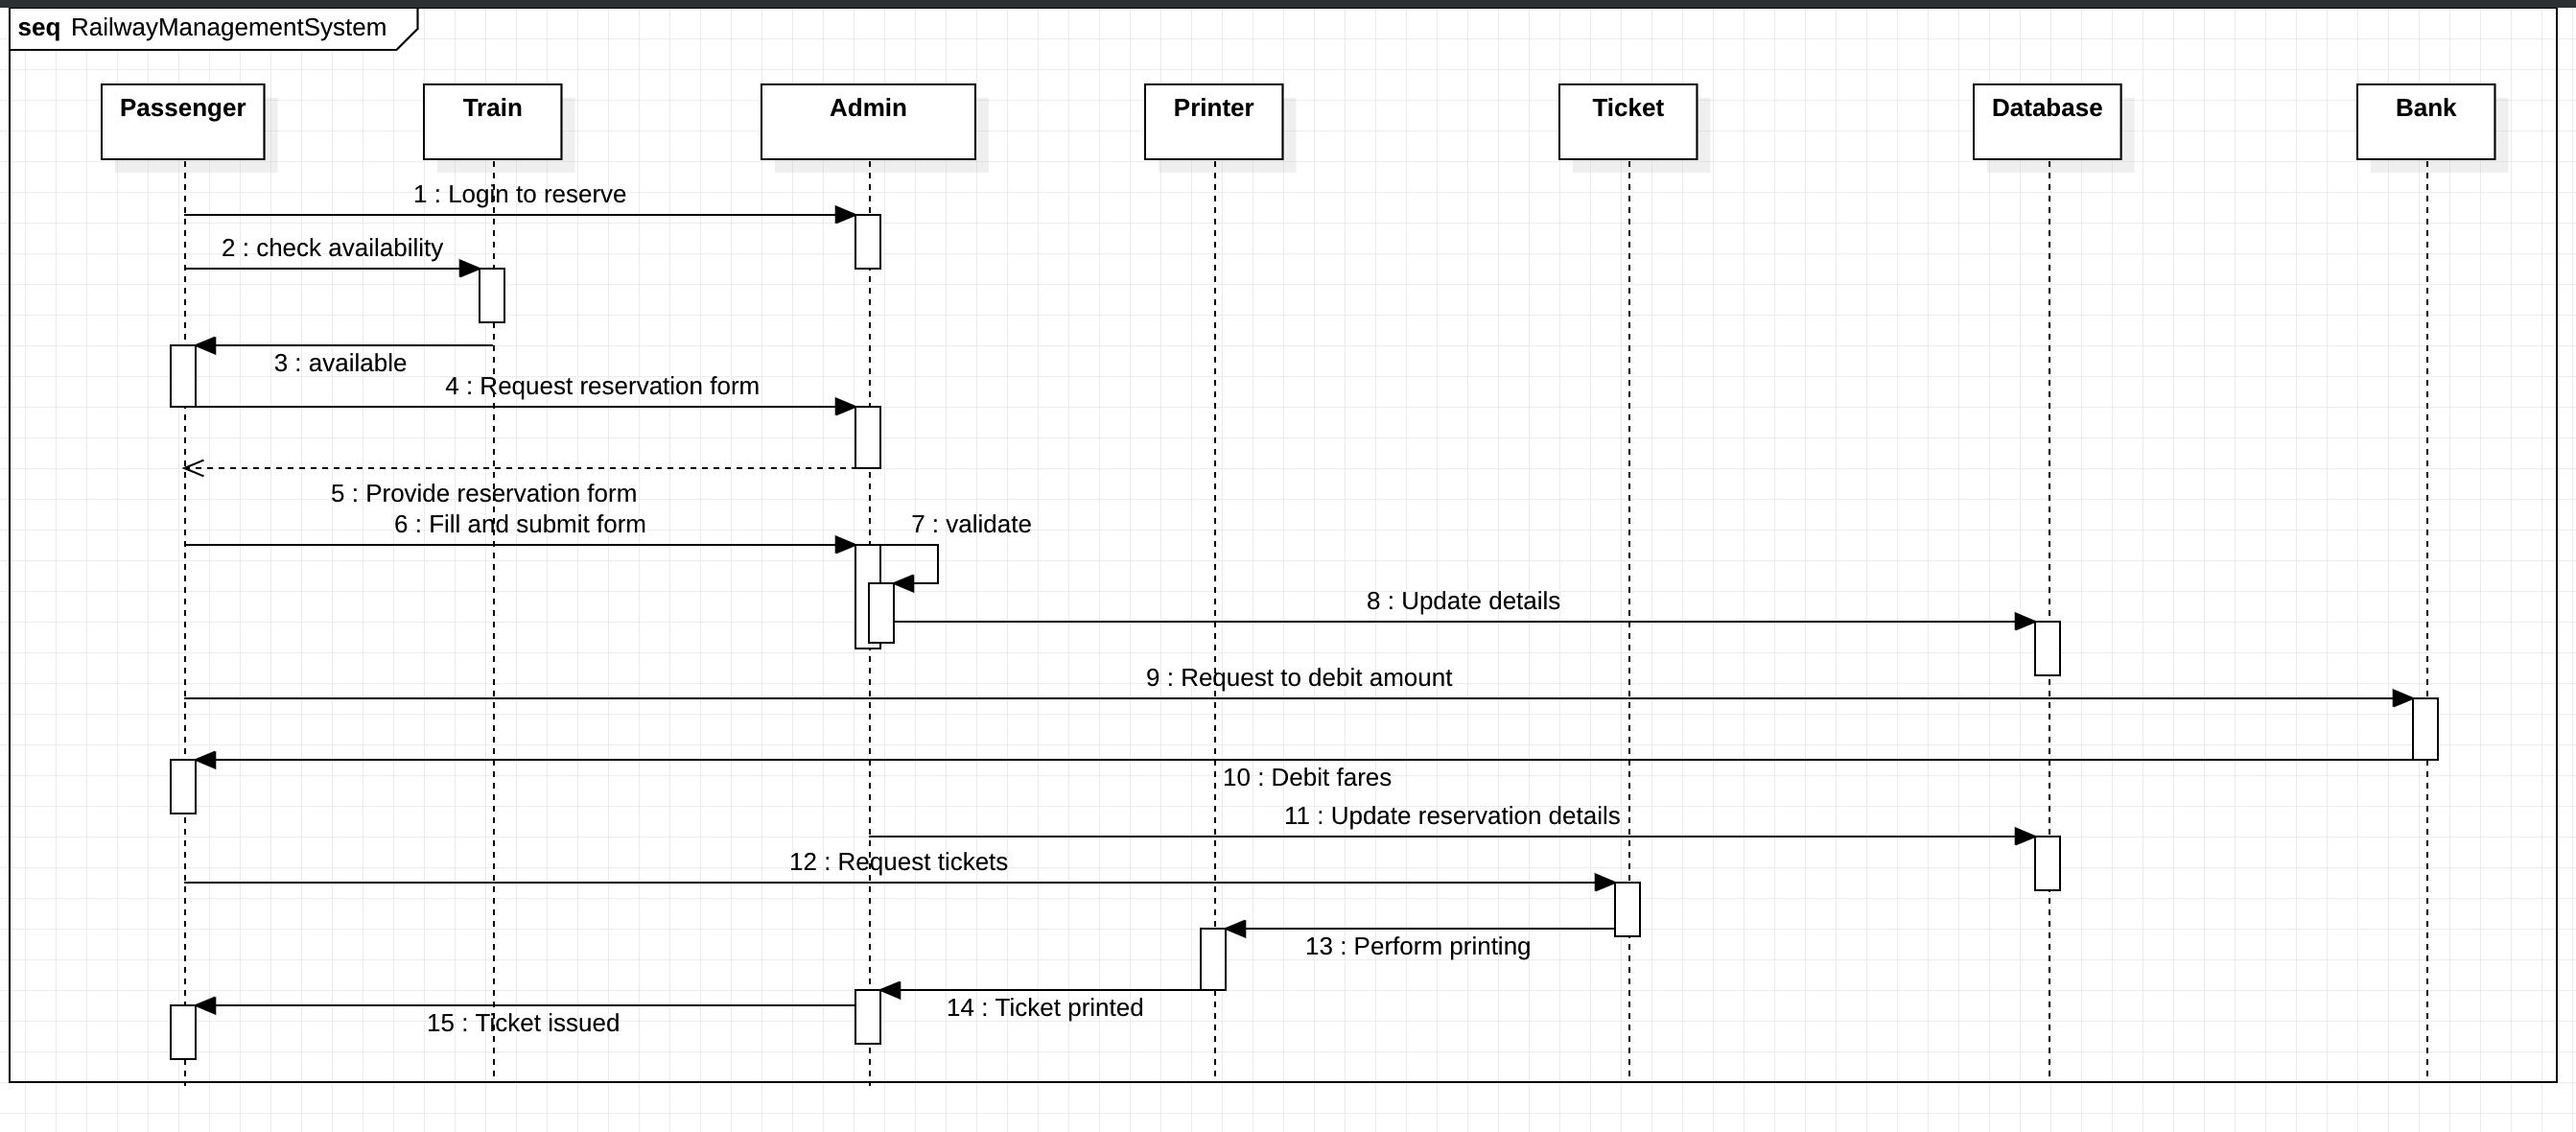 seq RailwayManagementSystem
Passenger
Train
Admin
Printer
Ticket
Database
Bank
1 : Login to reserve
2 : check availability
3 : available
4 : Request reservation form
5 : Provide reservation form
6 : Fill and submit form
7 : validate
8 : Update details
9 : Request to debit amount
10 : Debit fares
11 : Update reservation details
12 : Request tickets
13 : Perform printing
14 : Ticket printed
15 : Ticket issued